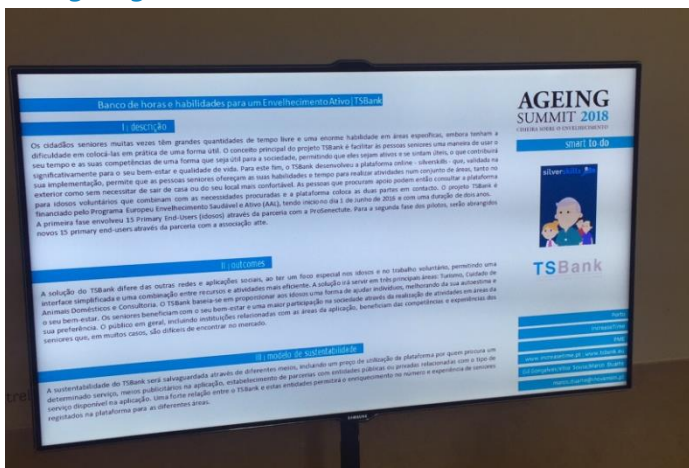 Banco de horas e habilidades para um Envelhecimento Ativo | TSBank
I : descrição
Os cidadãos seniores muitas vezes têm grandes quantidades de tempo livre e uma enorme habilidade em áreas específicas, embora tenham a
dificuldade em colocá-las em prática de uma forma útil. O conceito principal do projeto TSBank é facilitar às pessoas seniores uma maneira de usar o
seu tempo e as suas competências de uma forma que seja útil para a sociedade, permitindo que eles sejam ativos e se sintam úteis, o que contribuirá
significativamente para o seu bem-estar e qualidade de vida. Para este fim, o TSBank desenvolveu a plataforma online - silverskills - que, validado na
sua implementação, permite que as pessoas seniores ofereçam as suas habilidades e tempo para realizar atividades num conjunto de áreas, tanto no
exterior como sem necessitar de sair de casa ou do seu local mais confortável. As pessoas que procuram apoio podem então consultar a plataforma
para idosos voluntários que combinam com as necessidades procuradas e a plataforma coloca as duas partes em contacto. O projeto TSBank é
financiado pelo Programa Europeu Envelhecimento Saudável e Ativo (AAL), tendo início no dia 1 de junho de 2016 e com uma duração de dois anos.
A primeira fase envolveu 15 Primary End-Users (idosos) através da parceria com a ProSenectute. Para a segunda fase dos pilotos, serão abrangidos
novos 15 primary end-users através da parceria com a associação atte.
II : outcomes
A solução do TSBank difere das outras redes e aplicações sociais, ao ter um foco especial nos idosos e no trabalho voluntário, permitindo uma
interface simplificada e uma combinação entre recursos e atividades mais eficiente. A solução irá servir em três principais áreas: Turismo, Cuidado de
Animais Domésticos e Consultoria. O TSBank baseia-se em proporcionar aos idosos uma forma de ajudar indivíduos, melhorando da sua autoestima e
o seu bem-estar. Os seniores beneficiam com o seu bem-estar e uma maior participação na sociedade através da realização de atividades em áreas da
sua preferência. O público em geral, incluindo instituições relacionadas com as áreas da aplicação, beneficiam das competências e experiências dos
seniores que, em muitos casos, são difíceis de encontrar no mercado.
III : modelo de sustentabilidade
A sustentabilidade do TSBank será salvaguardada através de diferentes meios, incluindo um preço de utilização de plataforma por quem procura um
determinado serviço, meios publicitários na aplicação, estabelecimento de parcerias com entidades públicas ou privadas relacionadas com o tipo de
serviço disponível na aplicação. Uma forte relação entre o TSBank e estas entidades permitirá o enriquecimento no número e experiência de seniores
registados na plataforma para as diferentes áreas.
AGEING
SUMMIT 2018
CIMEIRA SOBRE O ENVELHECIMENTO
smart to do
silverskills
TSBank
Porto
SAMSUNG